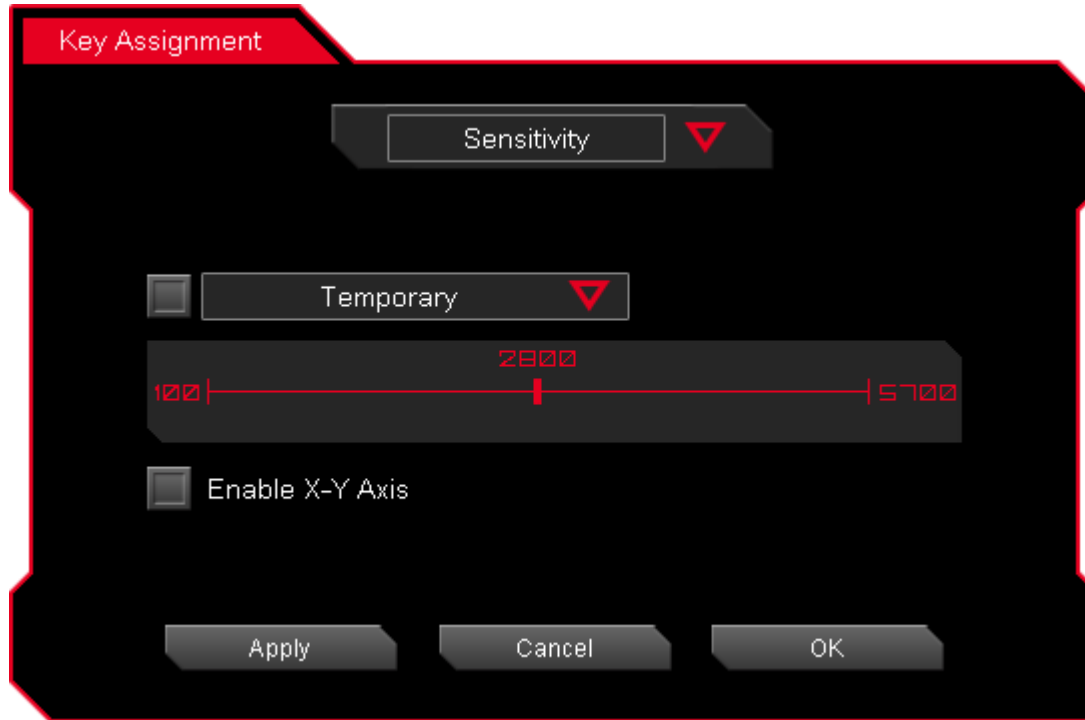 Key Assignment
Sensitivity
Temporary
2800
100 5700
Enable X-Y Axis
Apply Cancel OK